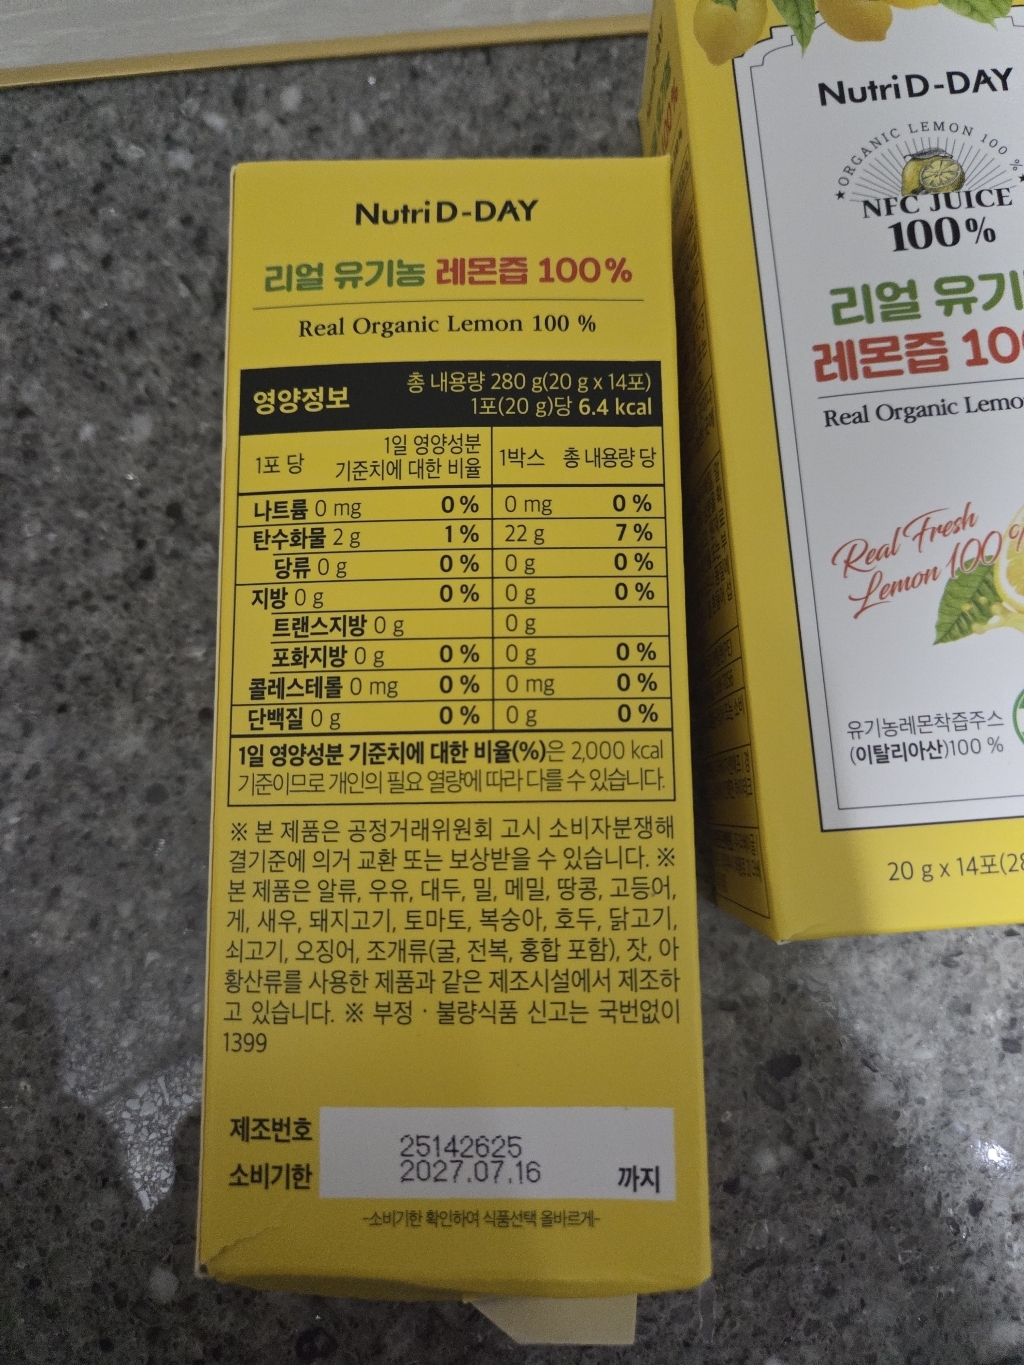 NutriD-DAY
리얼 유기농 레몬즙 100%
Real Organic Lemon 100 %
영양정보
총 내용량 280 g(20 g x 14포)
1포(20 g)당 6.4 kcal
1포 당 1일 영양성분 기준치에 대한 비율 1박스 총 내용량 당
나트륨 0 mg 0 % 0 mg 0 %
탄수화물 2 g 1 % 22 g 7 %
당류 0 g 0 % 0 g 0 %
지방 0 g 0 % 0 g 0 %
트랜스지방 0 g 0 g
포화지방 0 g 0 % 0 g 0 %
콜레스테롤 0 mg 0 % 0 mg 0 %
단백질 0 g 0 % 0 g 0 %
1일 영양성분 기준치에 대한 비율(%)은 2,000 kcal
기준이므로 개인의 필요 열량에 따라 다를 수 있습니다.
※ 본 제품은 공정거래위원회 고시 소비자분쟁해
결기준에 의거 교환 또는 보상받을 수 있습니다. ※
본 제품은 알류, 우유, 대두, 밀, 메밀, 땅콩, 고등어,
게, 새우, 돼지고기, 토마토, 복숭아, 호두, 닭고기,
쇠고기, 오징어, 조개류(굴, 전복, 홍합 포함), 잣, 아
황산류를 사용한 제품과 같은 제조시설에서 제조하
고 있습니다. ※ 부정 · 불량식품 신고는 국번없이
1399
제조번호 25142625
소비기한 2027.07.16 까지
-소비기한 확인하여 식품선택 올바르게-
NutriD-DAY
ORGANIC LEMON 100 %
NFC JUICE
100%
리얼 유기
레몬즙 10
Real Organic Lemo
Real Fresh
Lemon 100 %
유기농레몬착즙주스
(이탈리아산)100 %
20 g x 14포(28